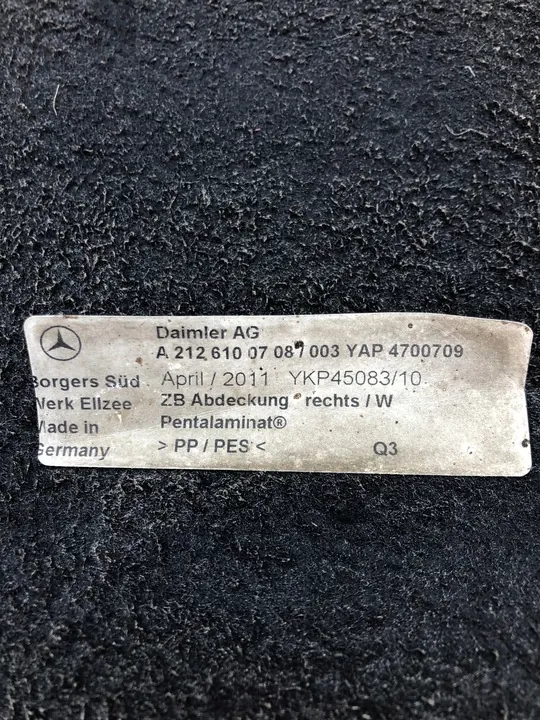 Daimler AG
A 212 610 07 08 / 003 YAP 4700709
Borgers Süd April / 2011 YKP45083/10
Werk Ellzee ZB Abdeckung rechts / W
Made in Pentalaminat®
Germany > PP / PES < Q3